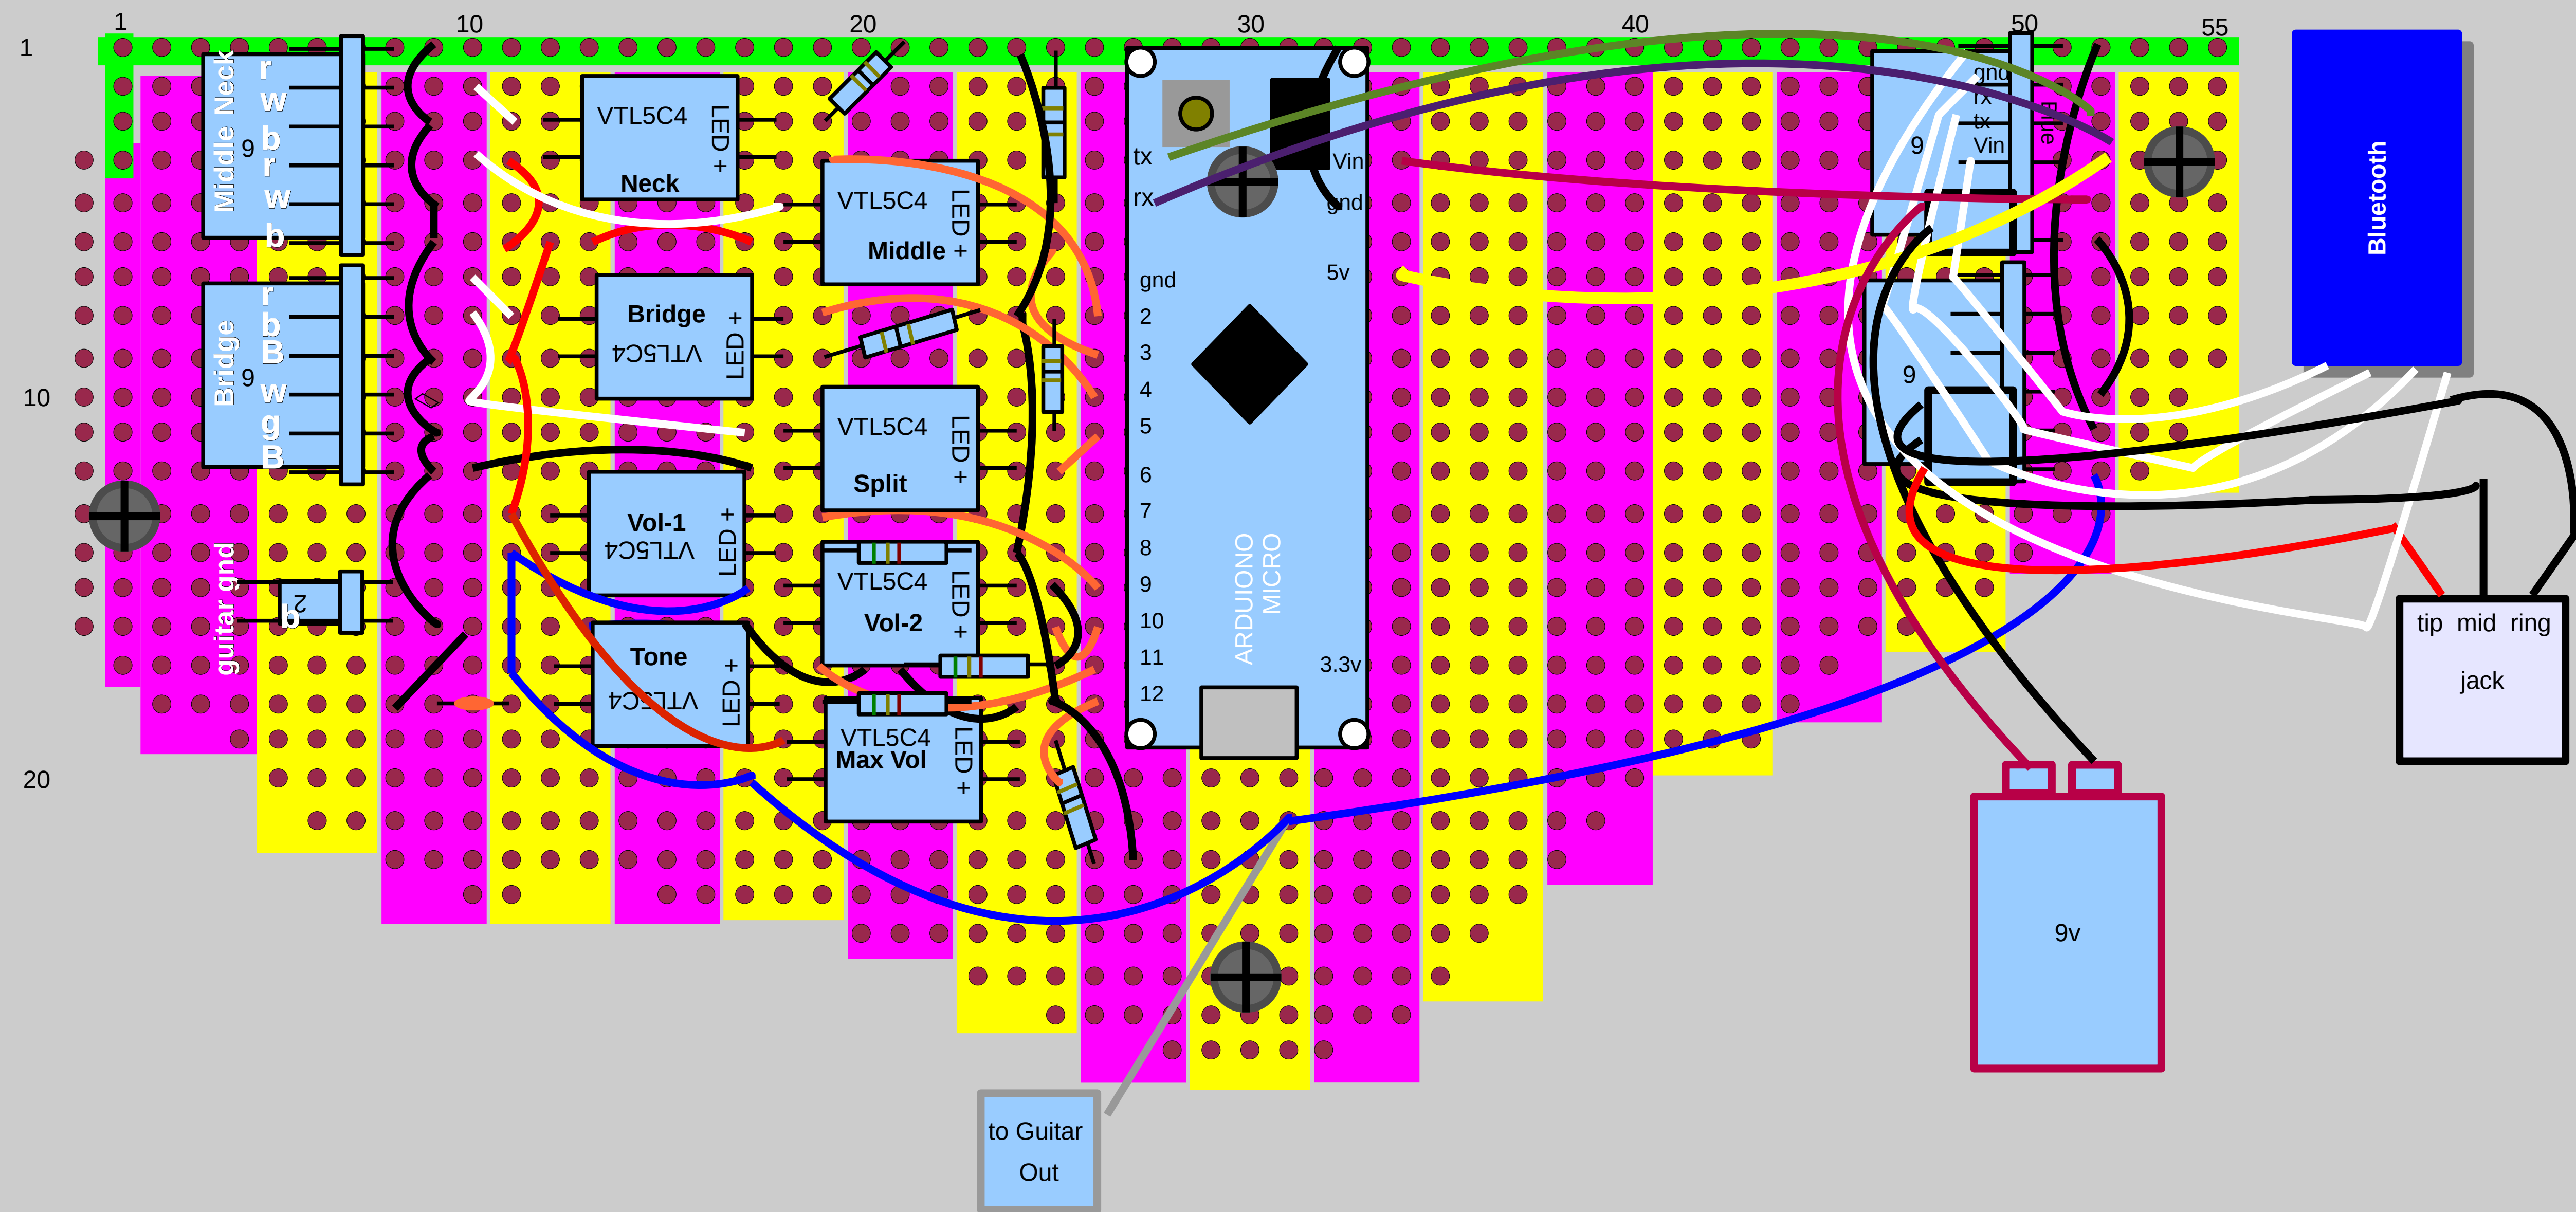 1 10 20 30 40 50 55
1
10
20
Middle Neck
r
w
b
r
w
b
9
Bridge
r
b
B
w
g
B
9
guitar gnd
2
b
VTL5C4
LED +
Neck
VTL5C4
LED +
Middle
Bridge
VTL5C4
LED +
VTL5C4
LED +
Split
Vol-1
VTL5C4
LED +
VTL5C4
LED +
Vol-2
Tone
VTL5C4
LED +
VTL5C4
LED +
Max Vol
tx
rx
gnd
2
3
4
5
6
7
8
9
10
11
12
Vin
gnd
5v
3.3v
ARDUIONO
MICRO
gnd
rx
tx
Vin
9
9
Bluetooth
tip mid ring
jack
9v
to Guitar
Out